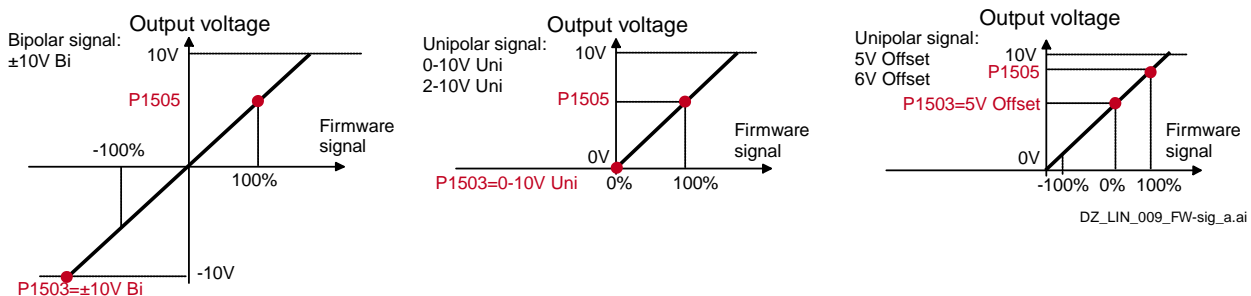 Output voltage
Bipolar signal:
±10V Bi
10V
P1505
Firmware
signal
-100%
100%
-10V
P1503=±10V Bi
Output voltage
Unipolar signal:
0-10V Uni
2-10V Uni
10V
P1505
Firmware
signal
0V
P1503=0-10V Uni
0%
100%
Output voltage
Unipolar signal:
5V Offset
6V Offset
10V
P1505
P1503=5V Offset
Firmware
signal
0V
-100%
0%
100%
DZ_LIN_009_FW-sig_a.ai